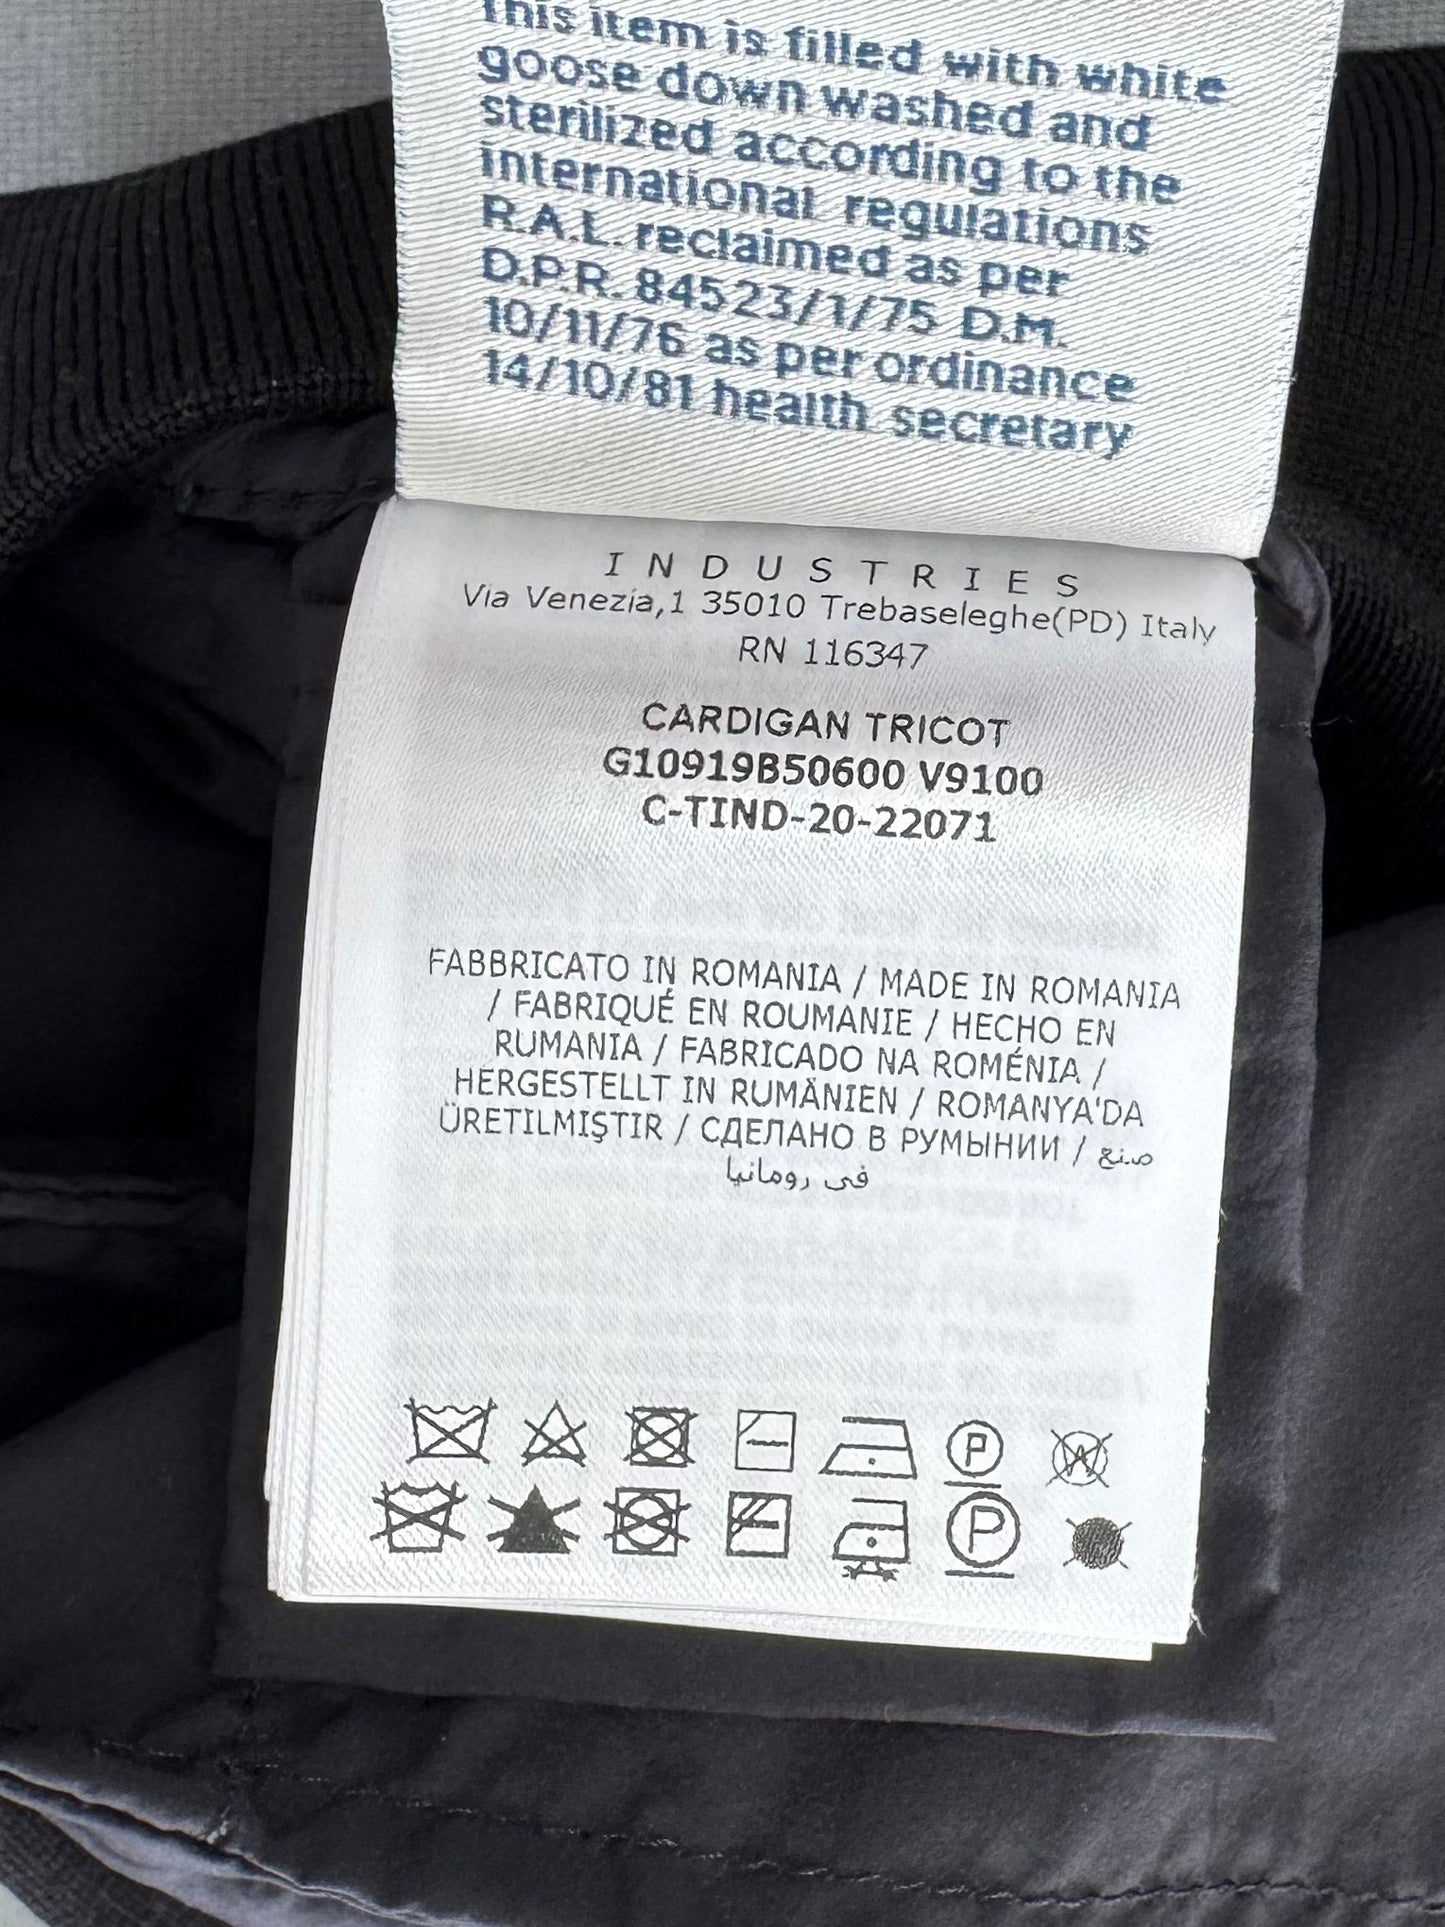 This item is filled with white
goose down washed and
sterilized according to the
international regulations
R.A.L. reclaimed as per
D.P.R. 84523/1/75 D.M.
10/11/76 as per ordinance
14/10/81 health secretary
INDUSTRIES
Via Venezia,1 35010 Trebaseleghe(PD) Italy
RN 116347
CARDIGAN TRICOT
G10919B50600 V9100
C-TIND-20-22071
FABBRICATO IN ROMANIA / MADE IN ROMANIA
/ FABRIQUÉ EN ROUMANIE / HECHO EN
RUMANIA / FABRICADO NA ROMÉNIA /
HERGESTELLT IN RUMÄNIEN / ROMANYA'DA
ÜRETILMIŞTIR / СДЕЛАНО В РУМЫНИИ / صنع
في رومانيا
P W
P